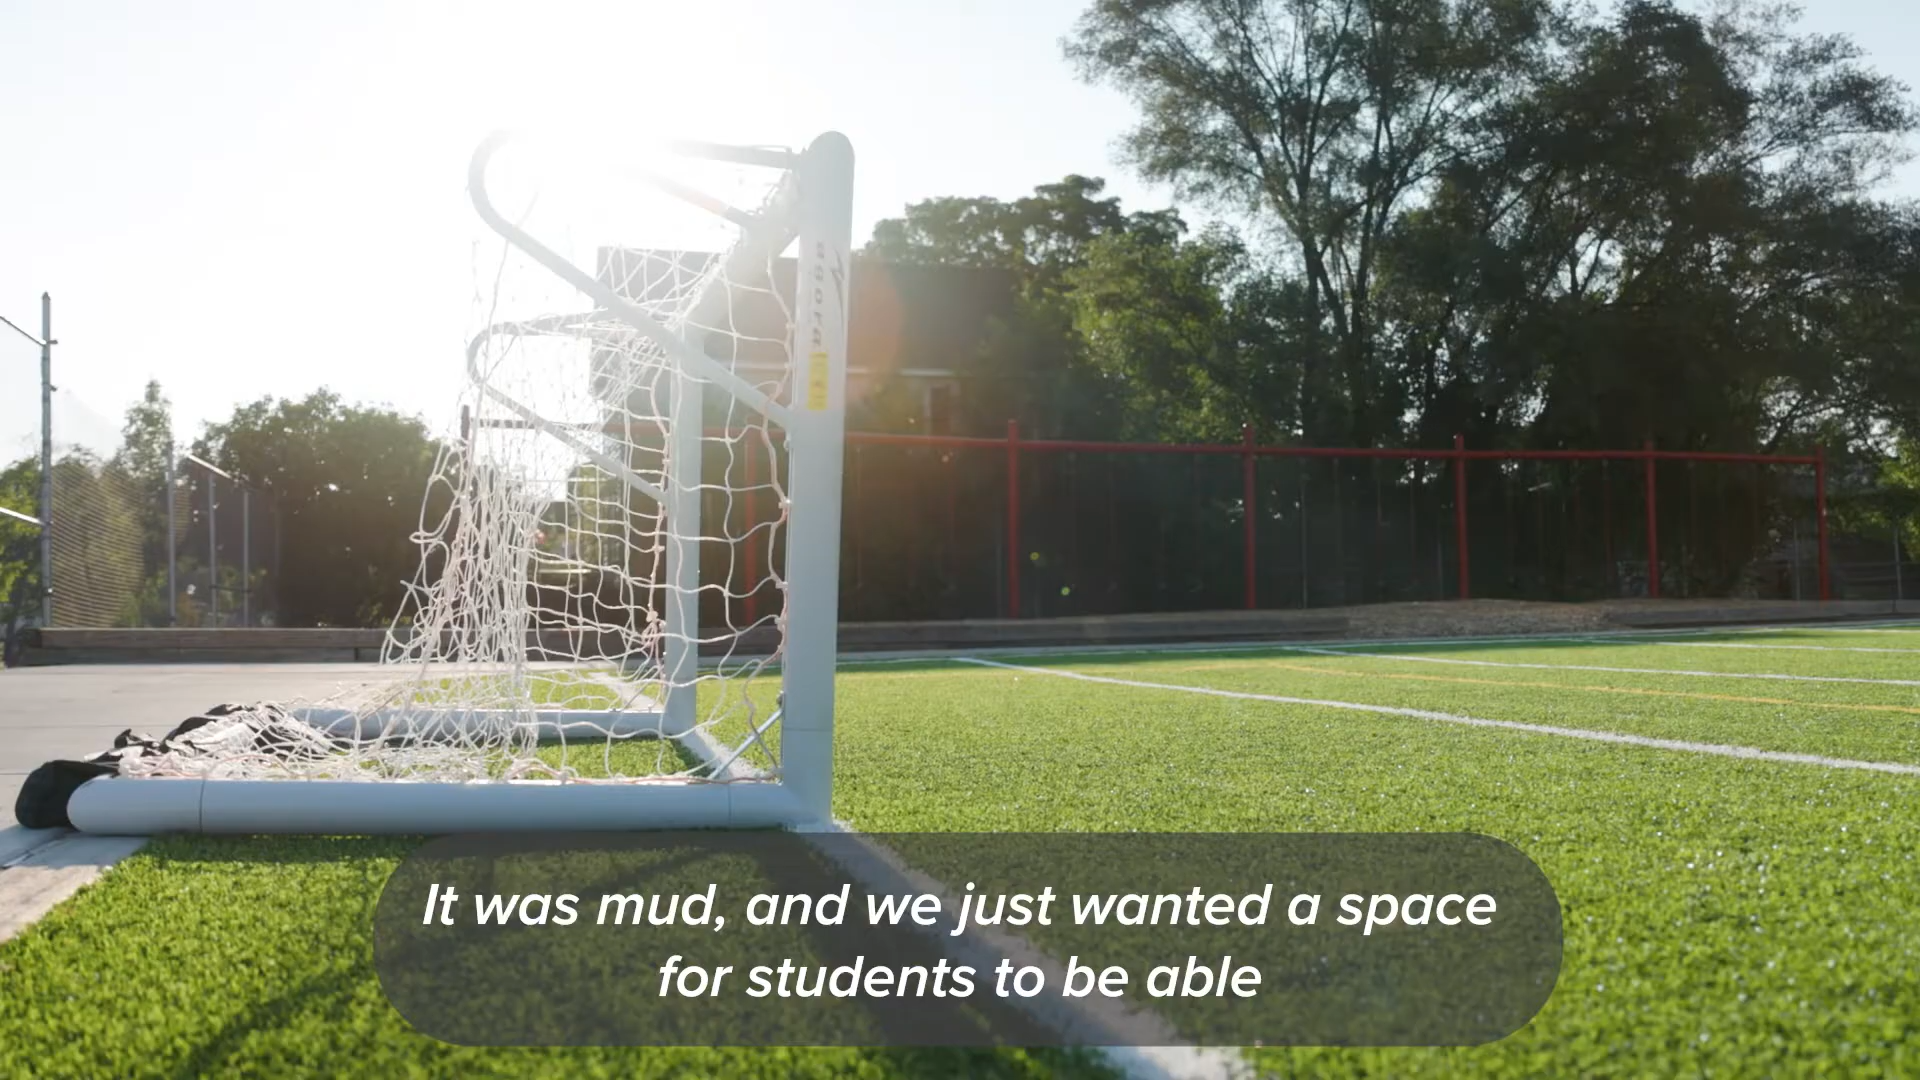 It was mud, and we just wanted a space
for students to be able